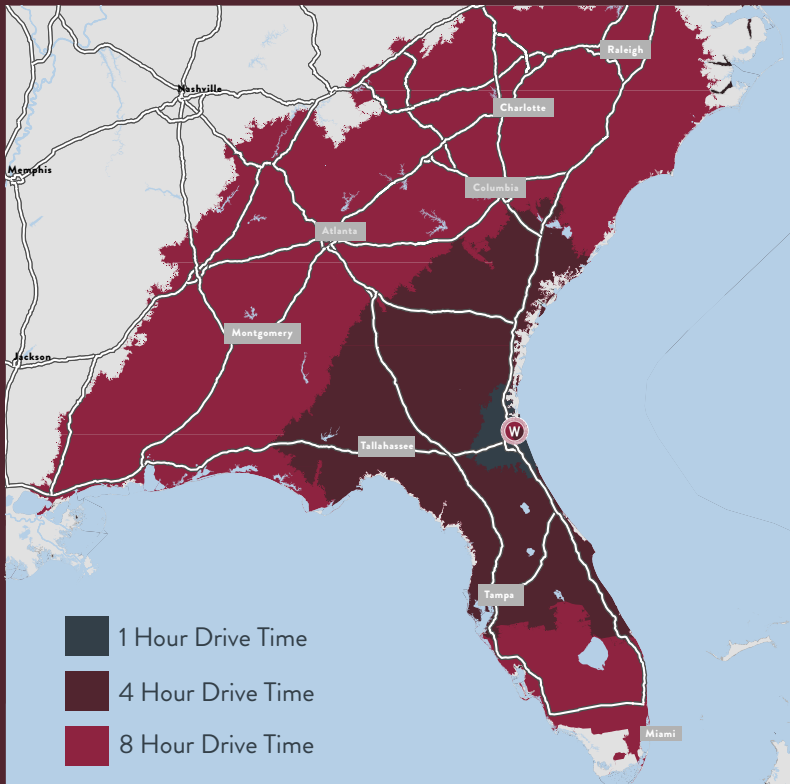 Raleigh
Nashville
Charlotte
Memphis
Columbia
Atlanta
Montgomery
Jackson
W
Tallahassee
Tampa
1 Hour Drive Time
4 Hour Drive Time
8 Hour Drive Time
Miami